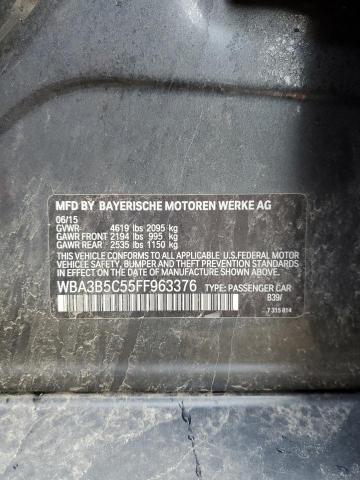 MFD BY BAYERISCHE MOTOREN WERKE AG
06/15
GVWR: 4619 lbs 2095 kg
GAWR FRONT 2194 lbs 995 kg
GAWR REAR 2535 lbs 1150 kg
THIS VEHICLE CONFORMS TO ALL APPLICABLE U.S.FEDERAL MOTOR
VEHICLE SAFETY, BUMPER AND THEFT PREVENTION STANDARDS IN
EFFECT ON THE DATE OF MANUFACTURE SHOWN ABOVE.
WBA3B5C55FF963376 TYPE: PASSENGER CAR
B39/
7 315 814